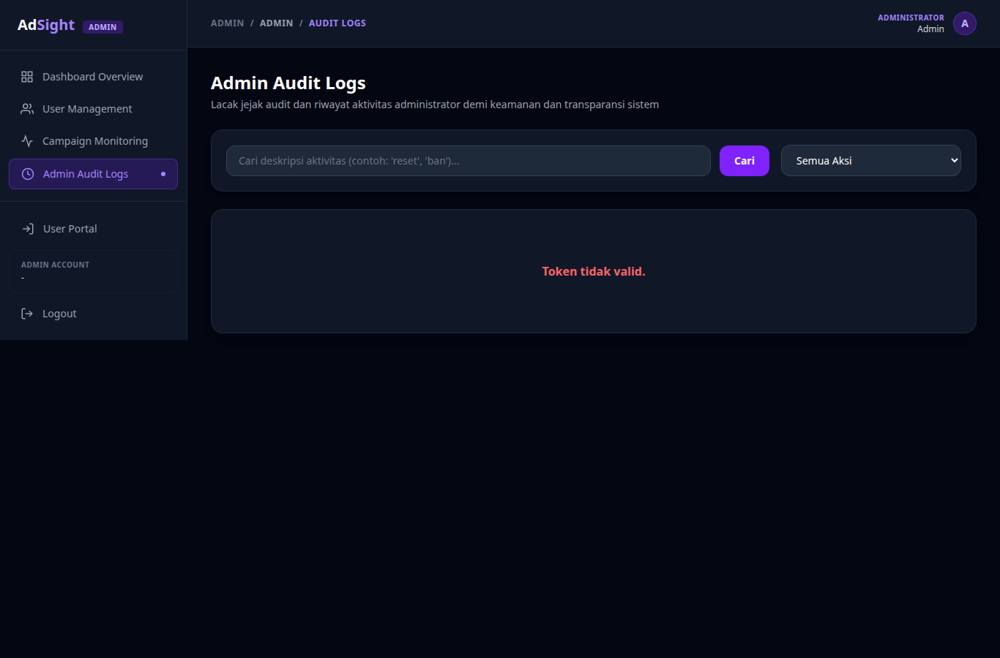 AdSight ADMIN
Dashboard Overview
User Management
Campaign Monitoring
Admin Audit Logs
User Portal
ADMIN ACCOUNT
-
Logout
ADMIN / ADMIN / AUDIT LOGS
ADMINISTRATOR
Admin
A
Admin Audit Logs
Lacak jejak audit dan riwayat aktivitas administrator demi keamanan dan transparansi sistem
Cari deskripsi aktivitas (contoh: 'reset', 'ban')...
Cari
Semua Aksi
Token tidak valid.